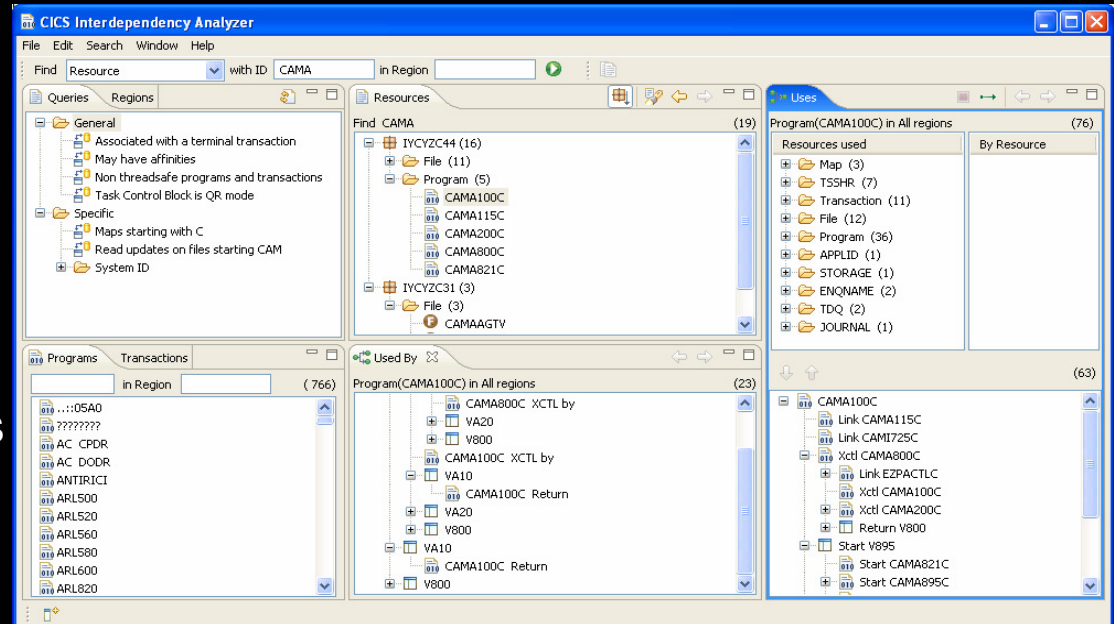 CICS Interdependency Analyzer
File Edit Search Window Help
Find Resource with ID CAMA in Region
Queries Regions
General
Associated with a terminal transaction
May have affinities
Non threadsafe programs and transactions
Task Control Block is QR mode
Specific
Maps starting with C
Read updates on files starting CAM
System ID
Resources
Find CAMA (19)
IYCYZC44 (16)
File (11)
Program (5)
CAMA100C
CAMA115C
CAMA200C
CAMA800C
CAMA821C
IYCYZC31 (3)
File (3)
CAMAAGTV
Uses
Program(CAMA100C) in All regions (76)
Resources used By Resource
Map (3)
TSSHR (7)
Transaction (11)
File (12)
Program (36)
APPLID (1)
STORAGE (1)
ENQNAME (2)
TDQ (2)
JOURNAL (1)
(63)
CAMA100C
Link CAMA115C
Link CAMI725C
Xctl CAMA800C
Link EZPACTLC
Xctl CAMA100C
Xctl CAMA200C
Return V800
Start V895
Start CAMA821C
Start CAMA895C
Programs Transactions
in Region (766)
..::05A0
????????
AC CPDR
AC DODR
ANTIRICI
ARL500
ARL520
ARL560
ARL580
ARL600
ARL820
Used By
Program(CAMA100C) in All regions (23)
CAMA800C XCTL by
VA20
V800
CAMA100C XCTL by
VA10
CAMA100C Return
VA20
V800
VA10
CAMA100C Return
V800
s